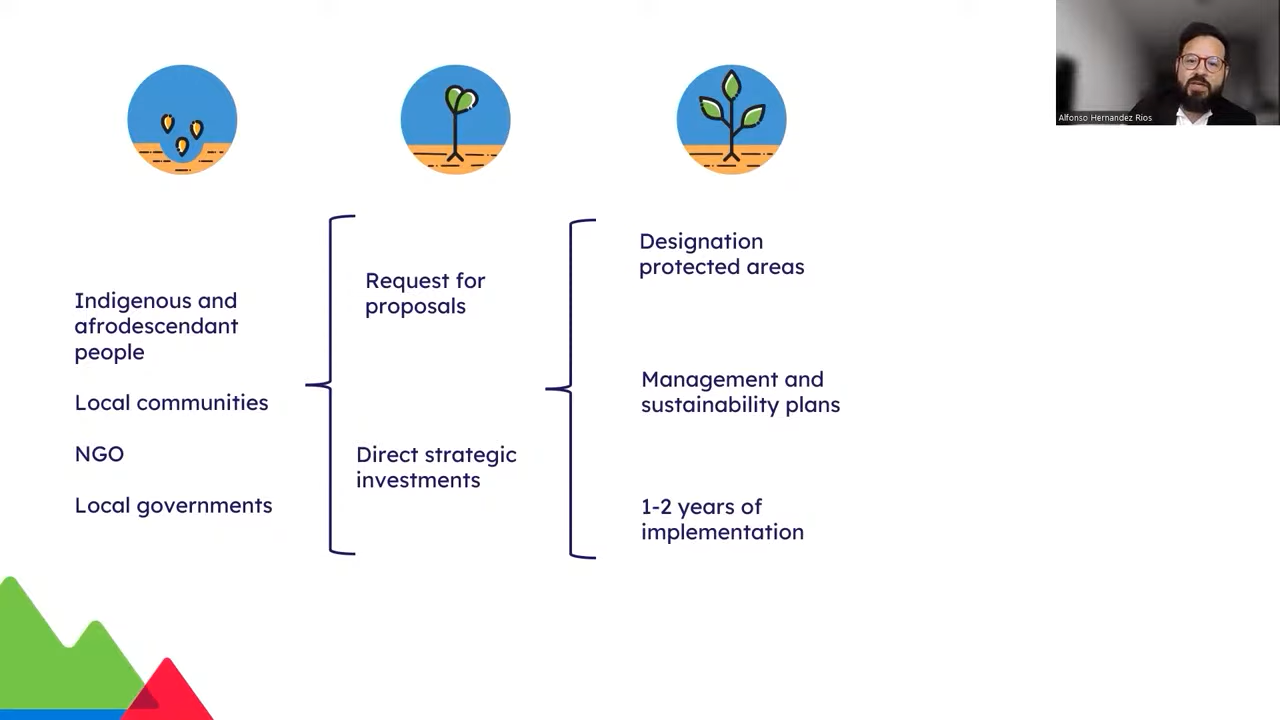 Alfonso Hernandez Rios
Indigenous and
afrodescendant
people
Local communities
NGO
Local governments
Request for
proposals
Direct strategic
investments
Designation
protected areas
Management and
sustainability plans
1-2 years of
implementation